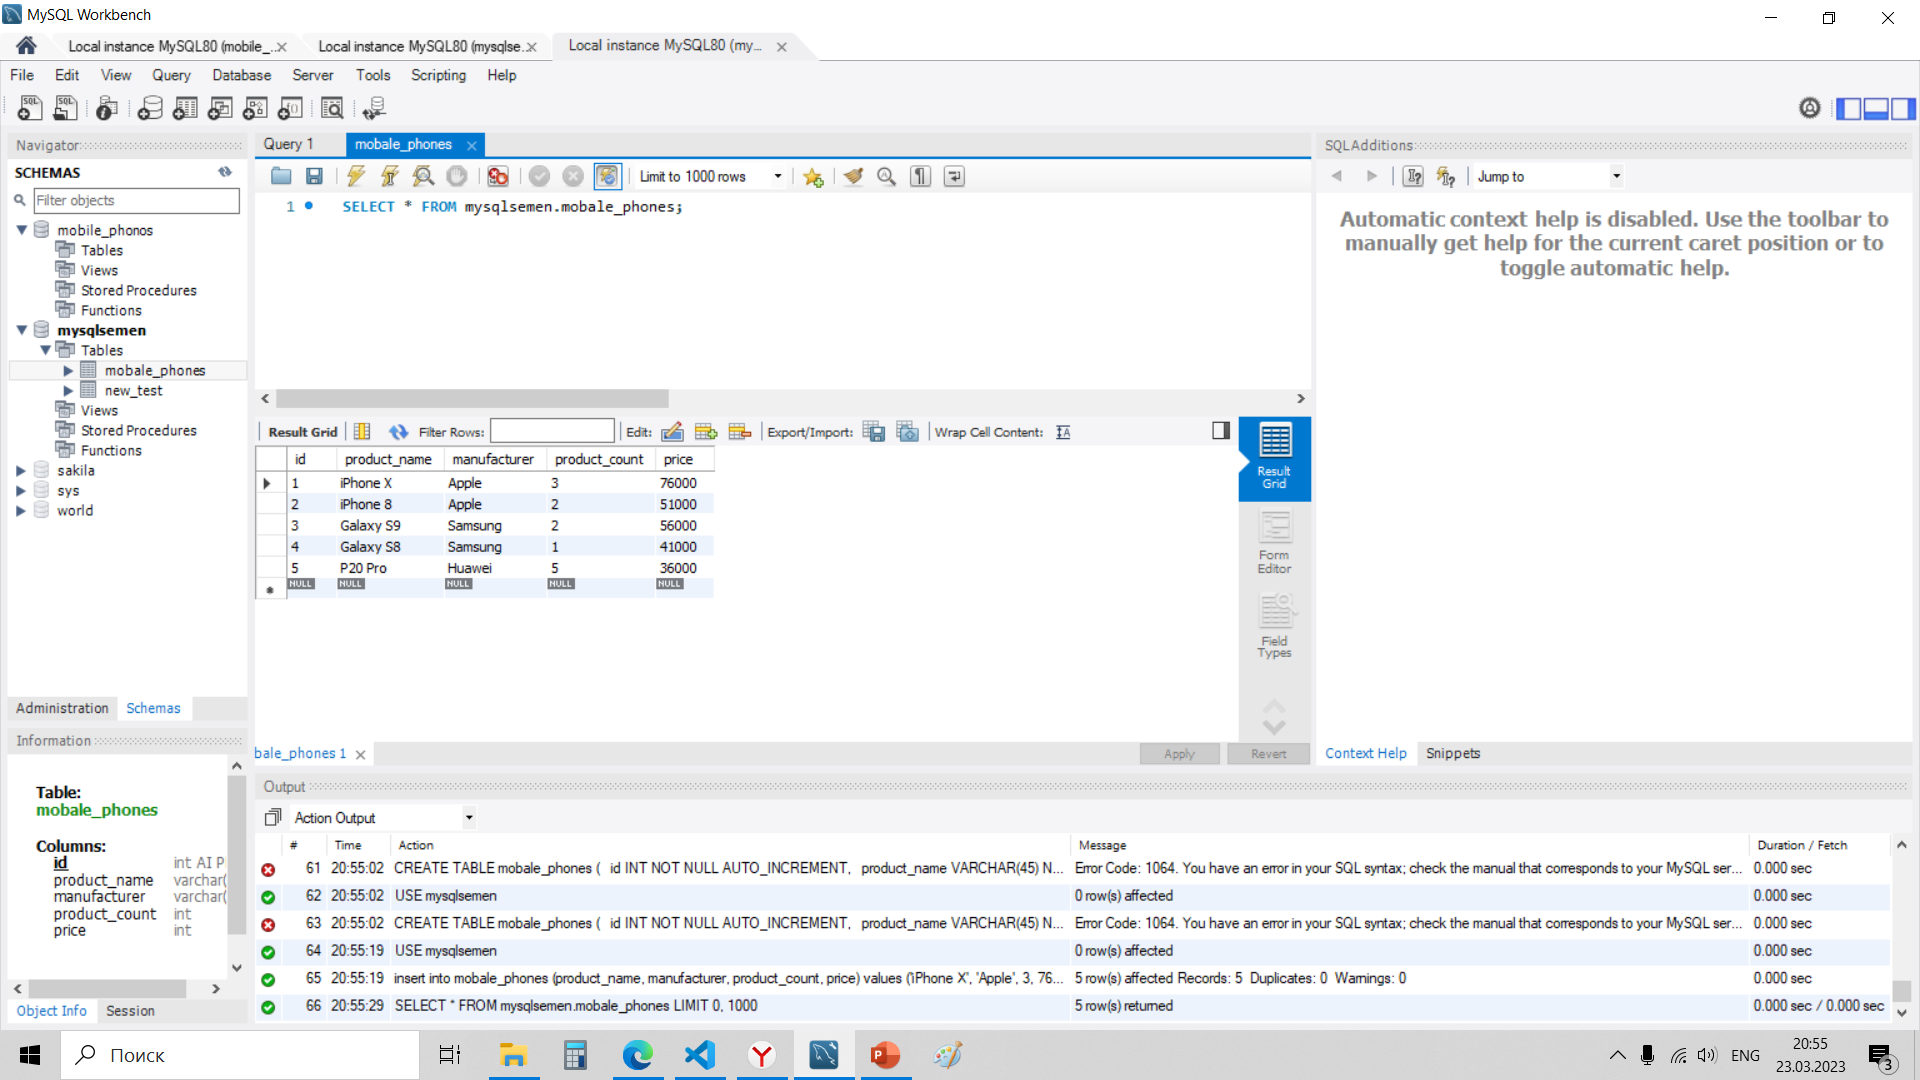 MySQL Workbench
Local instance MySQL80 (mobile_...
Local instance MySQL80 (mysqlse...
Local instance MySQL80 (my...
File Edit View Query Database Server Tools Scripting Help
Navigator
SCHEMAS
Filter objects
mobile_phonos
Tables
Views
Stored Procedures
Functions
mysqlsemen
Tables
mobale_phones
new_test
Views
Stored Procedures
Functions
sakila
sys
world
Administration Schemas
Information
Table:
mobale_phones
Columns:
id int AI P
product_name varchar(
manufacturer varchar(
product_count int
price int
Object Info Session
Query 1 mobale_phones
Limit to 1000 rows
1 SELECT * FROM mysqlsemen.mobale_phones;
Result Grid Filter Rows: Edit: Export/Import: Wrap Cell Content:
id product_name manufacturer product_count price
1 iPhone X Apple 3 76000
2 iPhone 8 Apple 2 51000
3 Galaxy S9 Samsung 2 56000
4 Galaxy S8 Samsung 1 41000
5 P20 Pro Huawei 5 36000
NULL NULL NULL NULL NULL
Result Grid
Form Editor
Field Types
bale_phones 1
Apply Revert
SQLAdditions
Jump to
Automatic context help is disabled. Use the toolbar to
manually get help for the current caret position or to
toggle automatic help.
Context Help Snippets
Output
Action Output
# Time Action Message Duration / Fetch
61 20:55:02 CREATE TABLE mobale_phones ( id INT NOT NULL AUTO_INCREMENT, product_name VARCHAR(45) N... Error Code: 1064. You have an error in your SQL syntax; check the manual that corresponds to your MySQL ser... 0.000 sec
62 20:55:02 USE mysqlsemen 0 row(s) affected 0.000 sec
63 20:55:02 CREATE TABLE mobale_phones ( id INT NOT NULL AUTO_INCREMENT, product_name VARCHAR(45) N... Error Code: 1064. You have an error in your SQL syntax; check the manual that corresponds to your MySQL ser... 0.000 sec
64 20:55:19 USE mysqlsemen 0 row(s) affected 0.000 sec
65 20:55:19 insert into mobale_phones (product_name, manufacturer, product_count, price) values ('iPhone X', 'Apple', 3, 76... 5 row(s) affected Records: 5 Duplicates: 0 Warnings: 0 0.000 sec
66 20:55:29 SELECT * FROM mysqlsemen.mobale_phones LIMIT 0, 1000 5 row(s) returned 0.000 sec / 0.000 sec
Поиск
ENG
20:55
23.03.2023
3